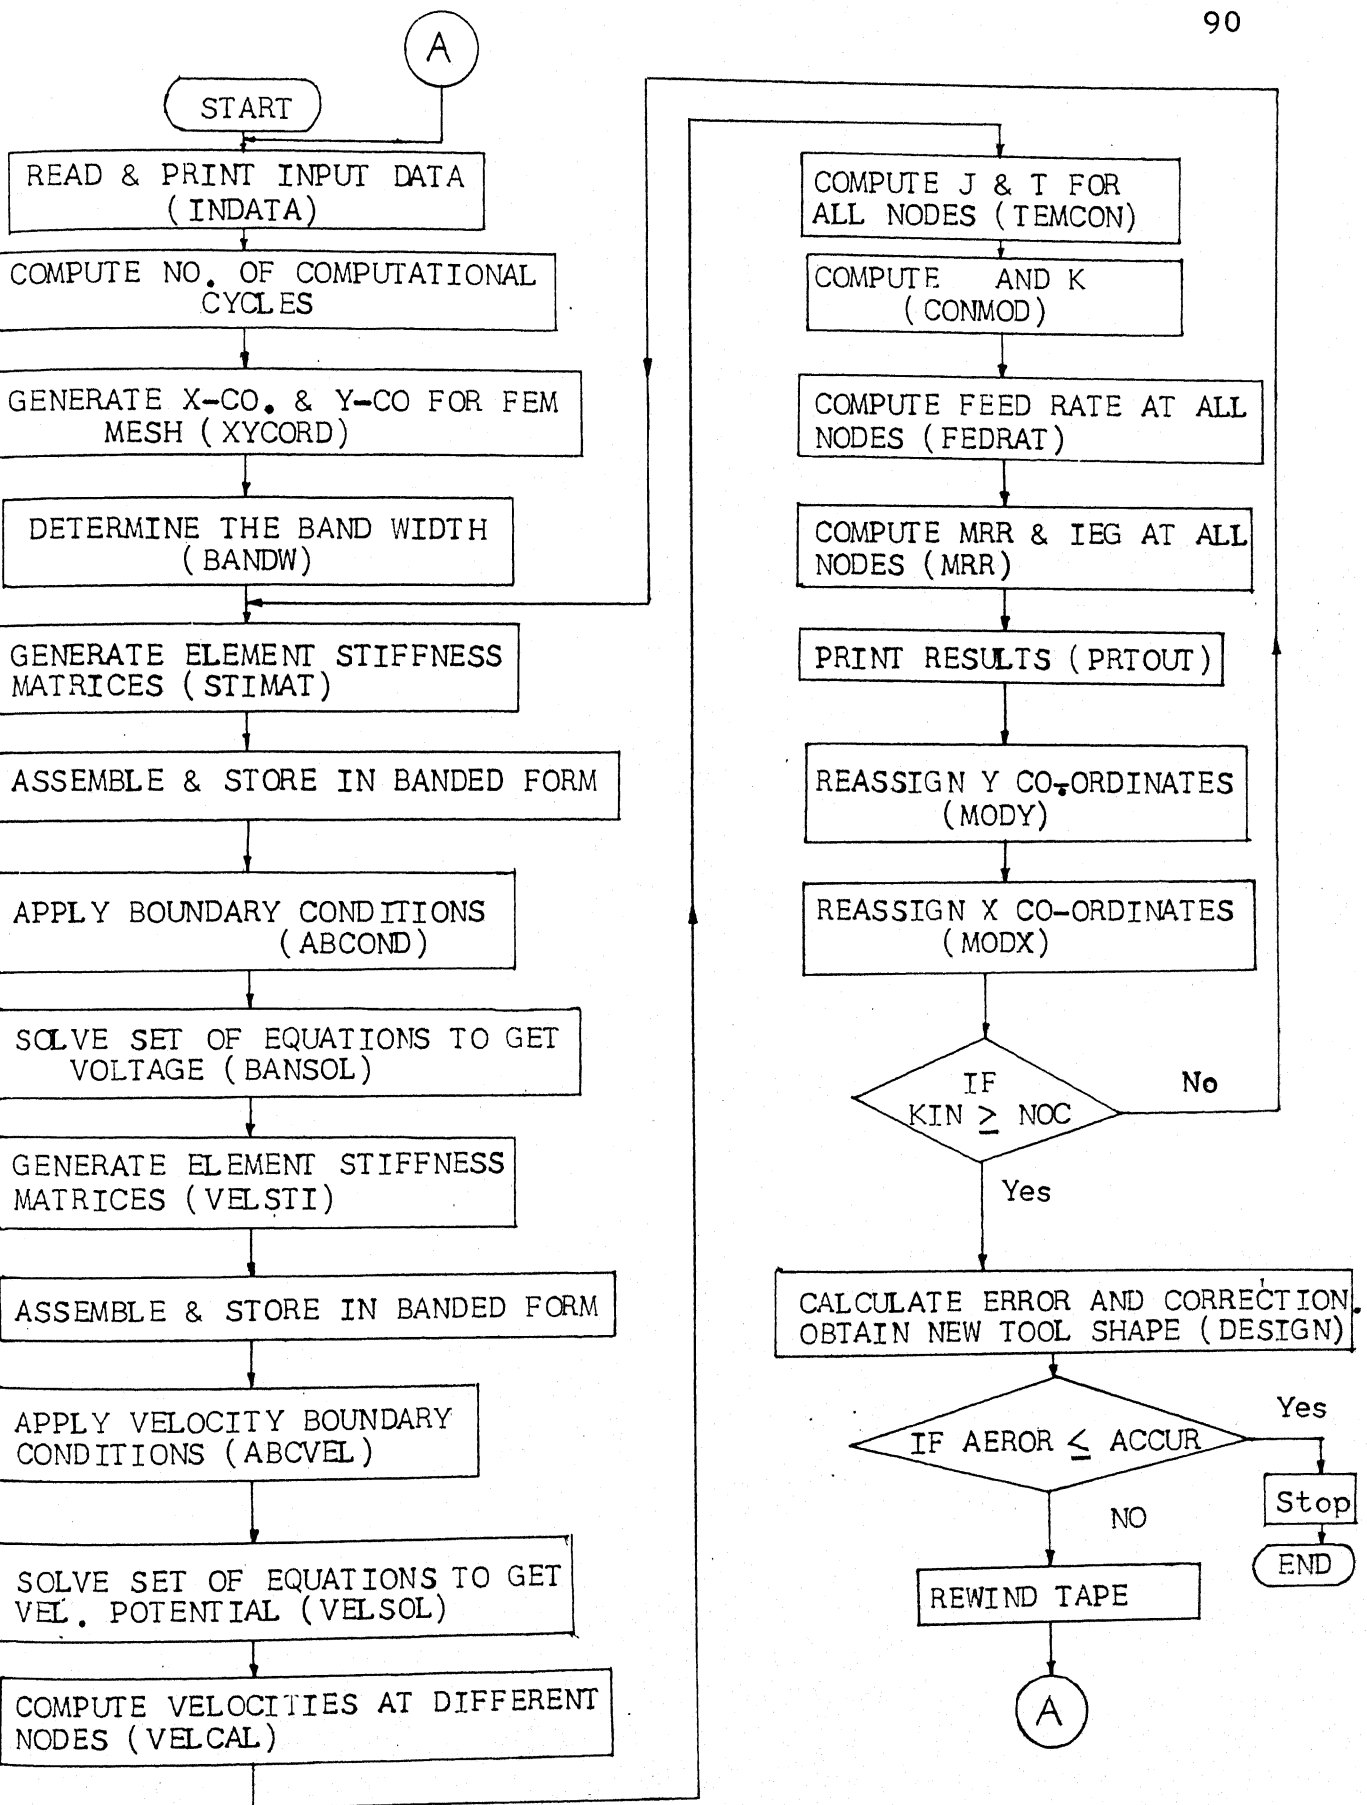 90
A
START
READ & PRINT INPUT DATA
(INDATA)
COMPUTE NO. OF COMPUTATIONAL
CYCLES
GENERATE X-CO. & Y-CO FOR FEM
MESH (XYCORD)
DETERMINE THE BAND WIDTH
(BANDW)
GENERATE ELEMENT STIFFNESS
MATRICES (STIMAT)
ASSEMBLE & STORE IN BANDED FORM
APPLY BOUNDARY CONDITIONS
(ABCOND)
SOLVE SET OF EQUATIONS TO GET
VOLTAGE (BANSOL)
GENERATE ELEMENT STIFFNESS
MATRICES (VELSTI)
ASSEMBLE & STORE IN BANDED FORM
APPLY VELOCITY BOUNDARY
CONDITIONS (ABCVEL)
SOLVE SET OF EQUATIONS TO GET
VEL. POTENTIAL (VELSOL)
COMPUTE VELOCITIES AT DIFFERENT
NODES (VELCAL)
COMPUTE J & T FOR
ALL NODES (TEMCON)
COMPUTE AND K
(CONMOD)
COMPUTE FEED RATE AT ALL
NODES (FEDRAT)
COMPUTE MRR & IEG AT ALL
NODES (MRR)
PRINT RESULTS (PRTOUT)
REASSIGN Y CO-ORDINATES
(MODY)
REASSIGN X CO-ORDINATES
(MODX)
IF
KIN ≥ NOC
No
Yes
CALCULATE ERROR AND CORRECTION.
OBTAIN NEW TOOL SHAPE (DESIGN)
IF AEROR ≤ ACCUR
Yes
Stop
END
NO
REWIND TAPE
A